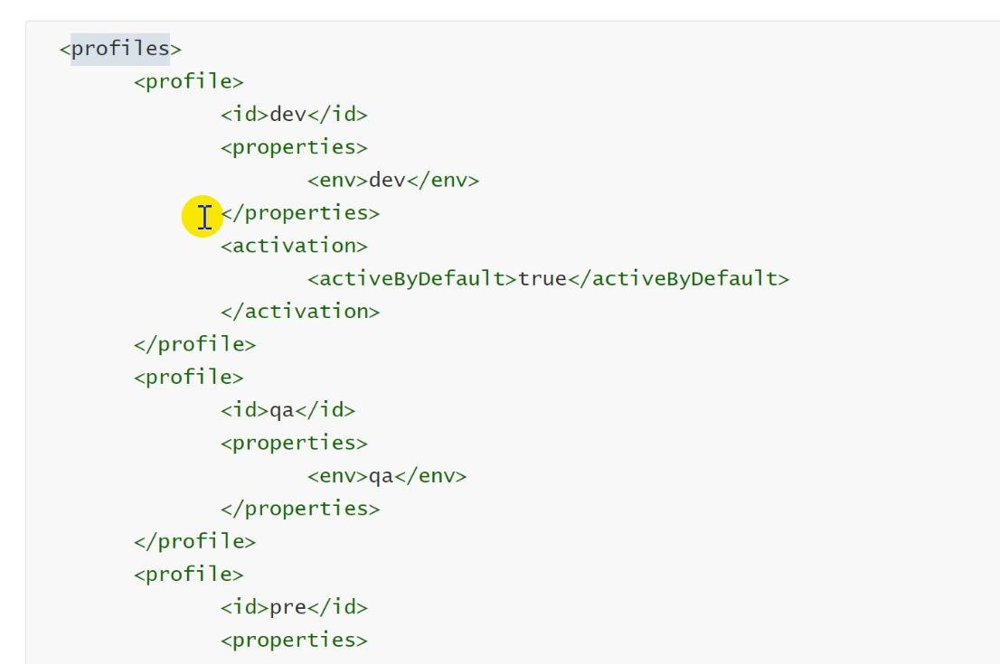 <profiles>
<profile>
<id>dev</id>
<properties>
<env>dev</env>
</properties>
<activation>
<activeByDefault>true</activeByDefault>
</activation>
</profile>
<profile>
<id>qa</id>
<properties>
<env>qa</env>
</properties>
</profile>
<profile>
<id>pre</id>
<properties>